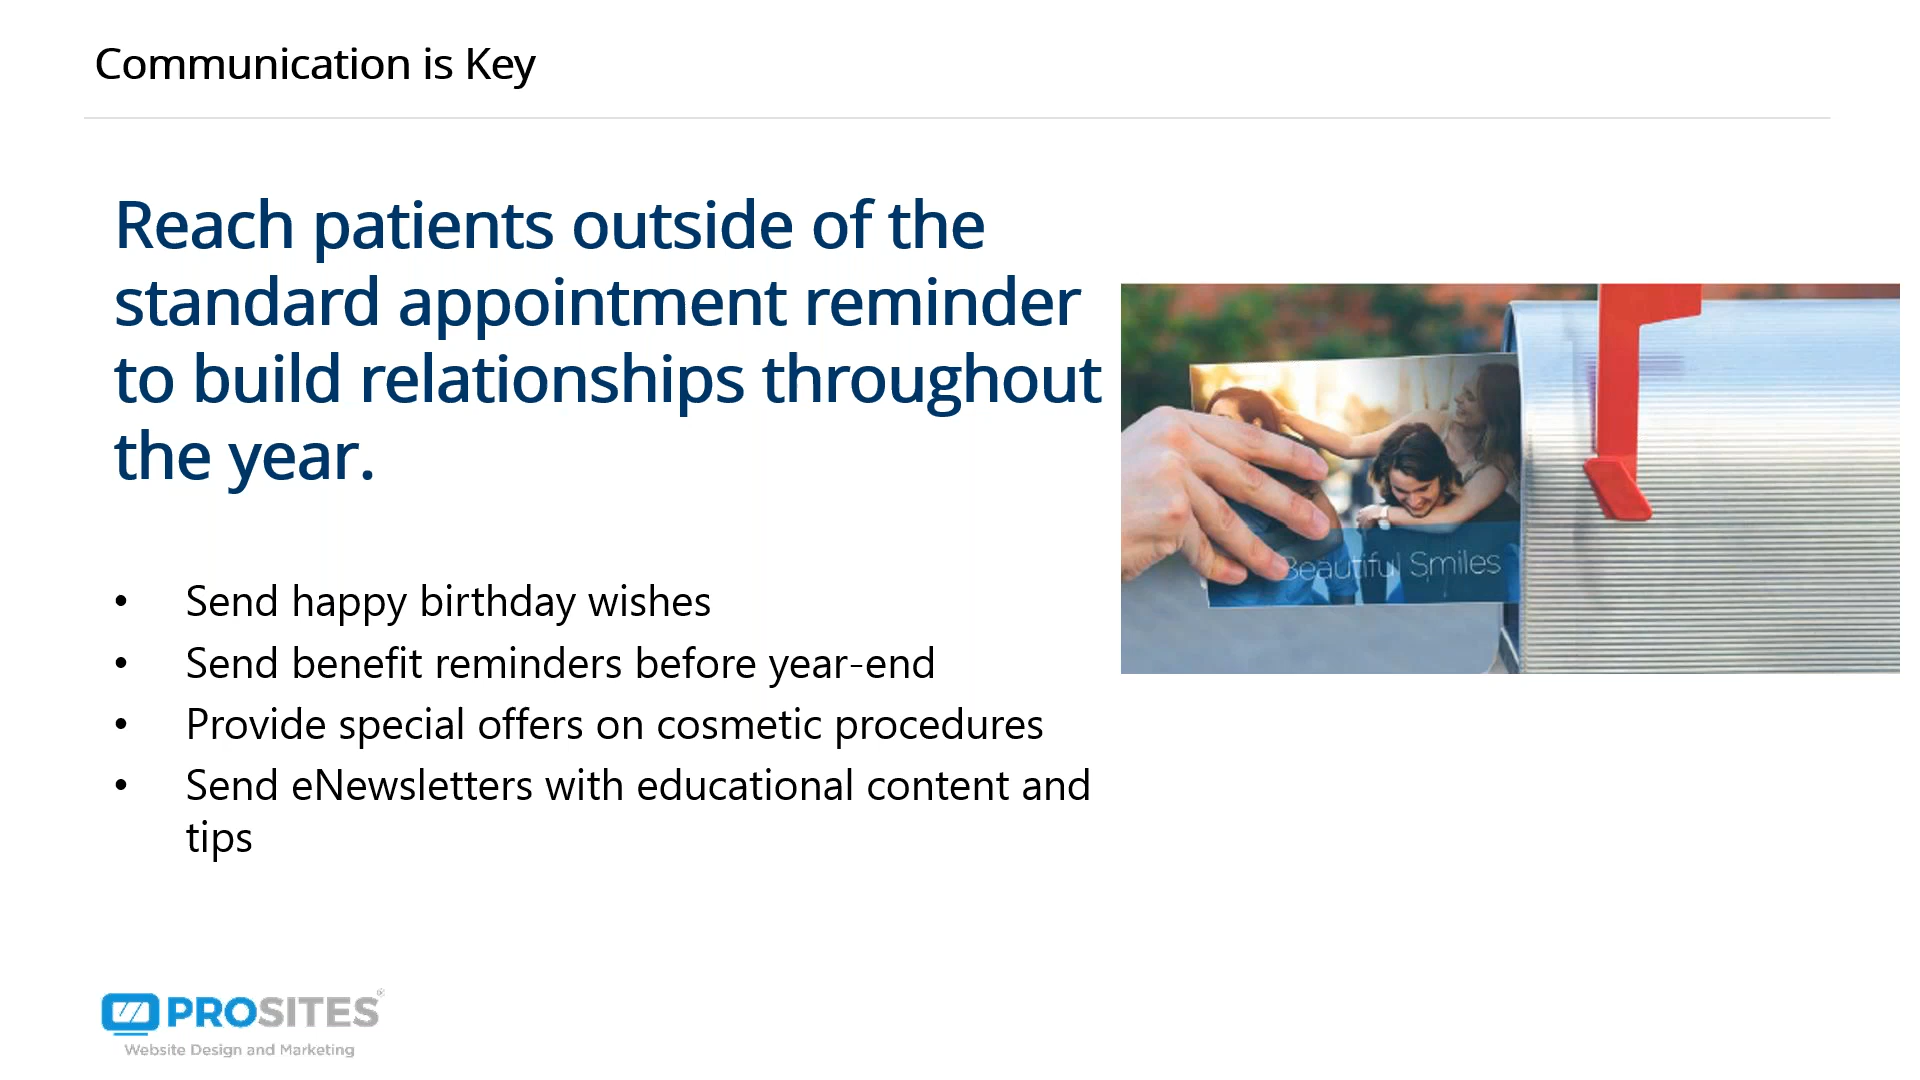 Communication is Key
Reach patients outside of the
standard appointment reminder
to build relationships throughout
the year.
• Send happy birthday wishes
• Send benefit reminders before year-end
• Provide special offers on cosmetic procedures
• Send eNewsletters with educational content and
tips
Beautiful Smiles
PROSITES®
Website Design and Marketing